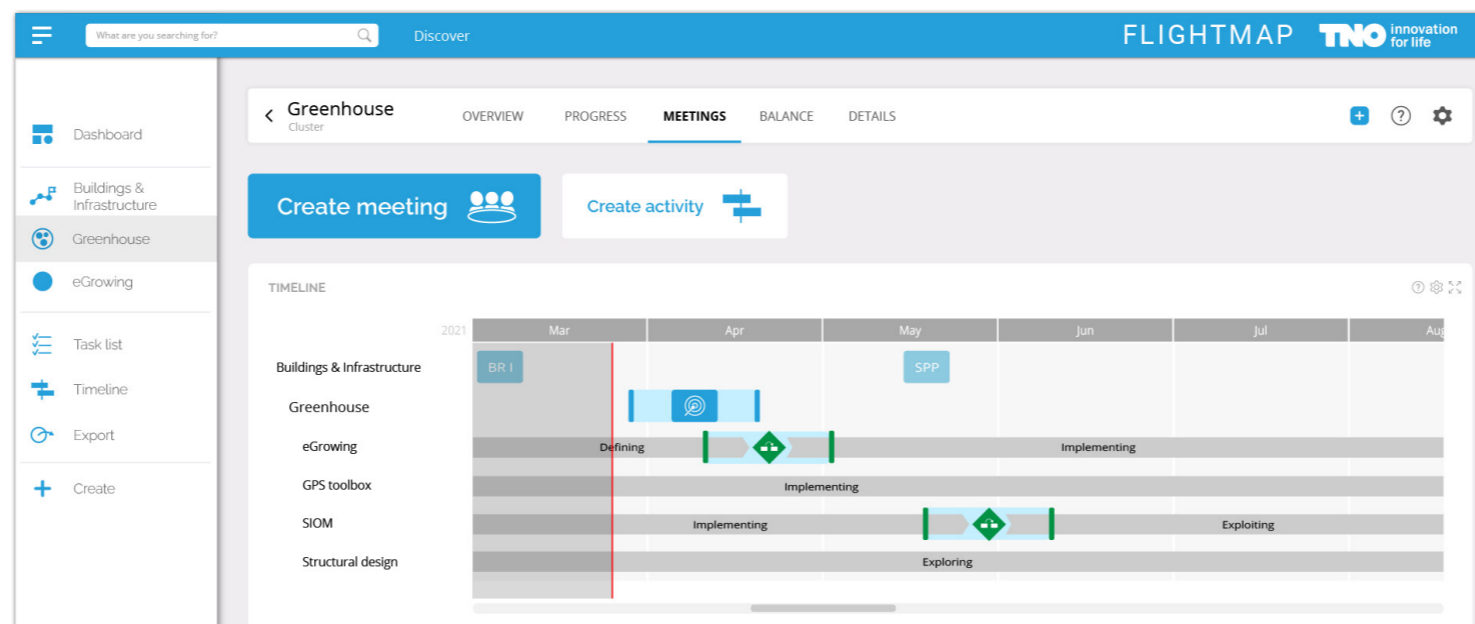 What are you searching for?
Discover
FLIGHTMAP
TNO innovation
for life
Greenhouse
Cluster
OVERVIEW
PROGRESS
MEETINGS
BALANCE
DETAILS
Dashboard
Buildings &
Infrastructure
Greenhouse
eGrowing
Task list
Timeline
Export
Create
Create meeting
Create activity
TIMELINE
2021
Mar
Apr
May
Jun
Jul
Aug
Buildings & Infrastructure
BR I
SPP
Greenhouse
eGrowing
Defining
Implementing
GPS toolbox
Implementing
SIOM
Implementing
Exploiting
Structural design
Exploring